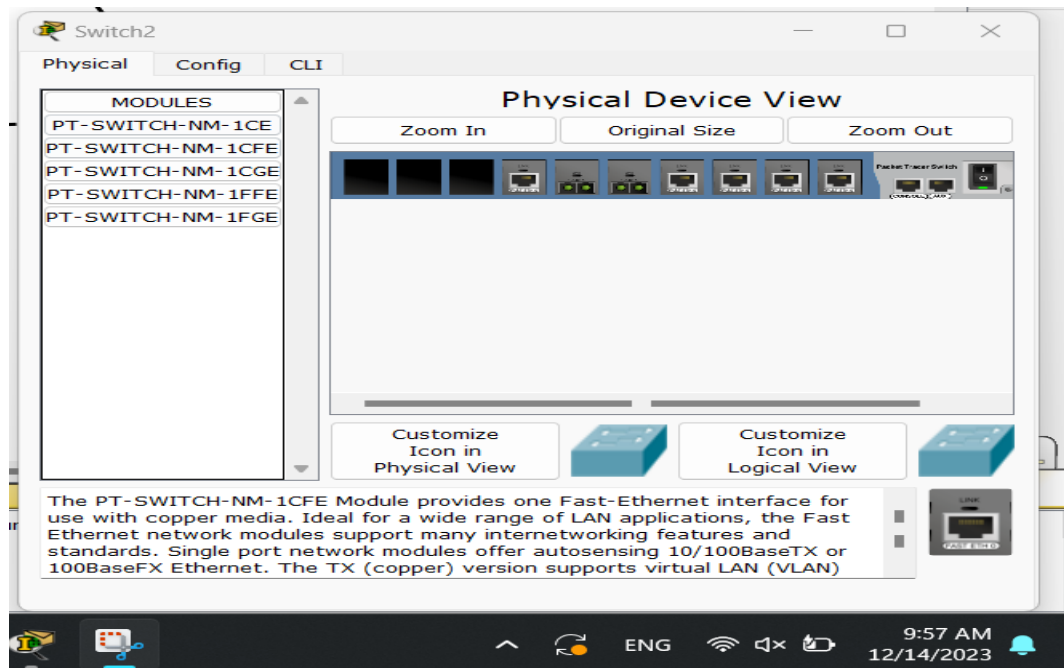 Switch2
Physical Config CLI
MODULES
PT-SWITCH-NM-1CE
PT-SWITCH-NM-1CFE
PT-SWITCH-NM-1CGE
PT-SWITCH-NM-1FFE
PT-SWITCH-NM-1FGE
Physical Device View
Zoom In Original Size Zoom Out
Packet Tracer Switch
CONSOLE AUX
Customize
Icon in
Physical View
Customize
Icon in
Logical View
The PT-SWITCH-NM-1CFE Module provides one Fast-Ethernet interface for
use with copper media. Ideal for a wide range of LAN applications, the Fast
Ethernet network modules support many internetworking features and
standards. Single port network modules offer autosensing 10/100BaseTX or
100BaseFX Ethernet. The TX (copper) version supports virtual LAN (VLAN)
LINK
FAST ETH 0
ENG
9:57 AM
12/14/2023